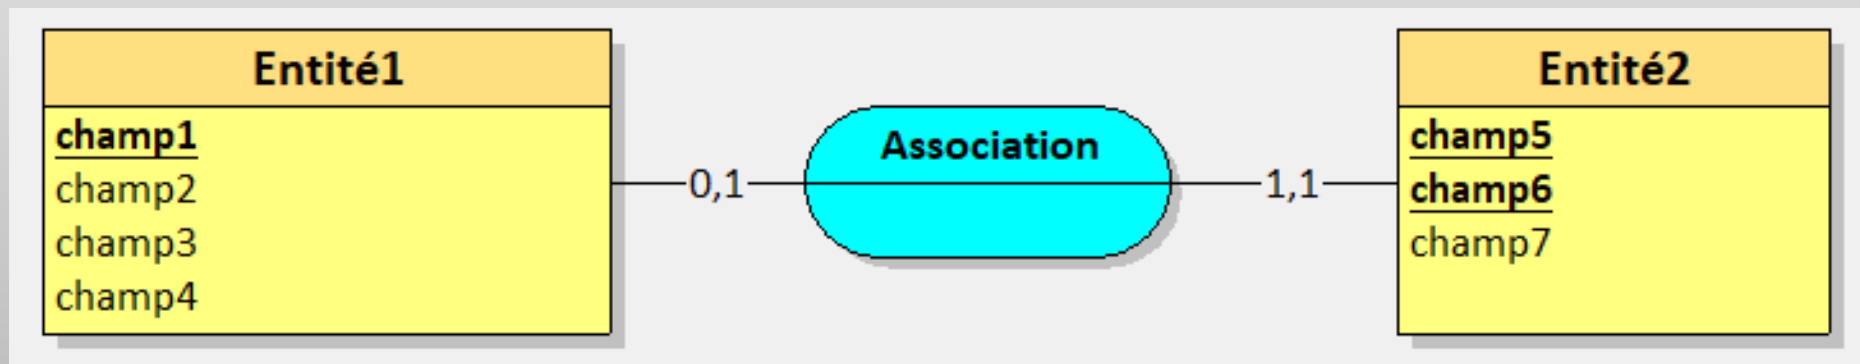 Entité1
champ1
champ2
champ3
champ4
0,1
Association
1,1
Entité2
champ5
champ6
champ7